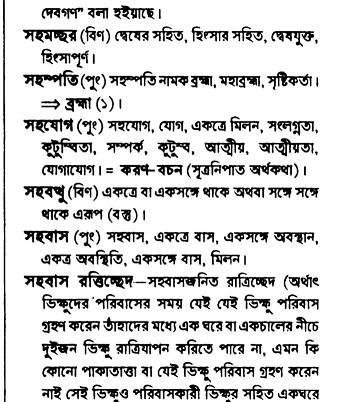 দেবগণ” বলা হইয়াছে।
সহমচ্ছর (বিণ) দ্বেষের সহিত, হিংসার সহিত, দ্বেষযুক্ত,
হিংসাপূর্ণ।
সহম্পতি (পুং) সহম্পতি নামক ব্রহ্মা, মহাব্রহ্মা, সৃষ্টিকর্তা।
⇒ ব্রহ্মা (১)।
সহযোগ (পুং) সহযোগ, যোগ, একত্রে মিলন, সংলগ্নতা,
কুটুম্বিতা, সম্পর্ক, কুটুম্ব, আত্মীয়, আত্মীয়তা,
যোগাযোগ। = করণ-বচন (সূত্রনিপাত অর্থকথা)।
সহবত্থু (বিণ) একত্রে বা একসঙ্গে থাকে অথবা সঙ্গে সঙ্গে
থাকে এরূপ (বস্তু)।
সহবাস (পুং) সহবাস, একত্রে বাস, একসঙ্গে অবস্থান,
একত্র অবস্থিতি, একসঙ্গে বাস, মিলন।
সহবাস রত্তিচ্ছেদ—সহবাসজনিত রাত্রিচ্ছেদ (অর্থাৎ
ভিক্ষুদের পরিবাসের সময় যেই যেই ভিক্ষু পরিবাস
গ্রহণ করেন তাঁহাদের মধ্যে এক ঘরে বা একচালের নীচে
দুইজন ভিক্ষু রাত্রিযাপন করিতে পারে না, এমন কি
কোনো পাকাতাত্তা বা যেই ভিক্ষু পরিবাস গ্রহণ করেন
নাই সেই ভিক্ষুও পরিবাসকারী ভিক্ষুর সহিত একঘরে